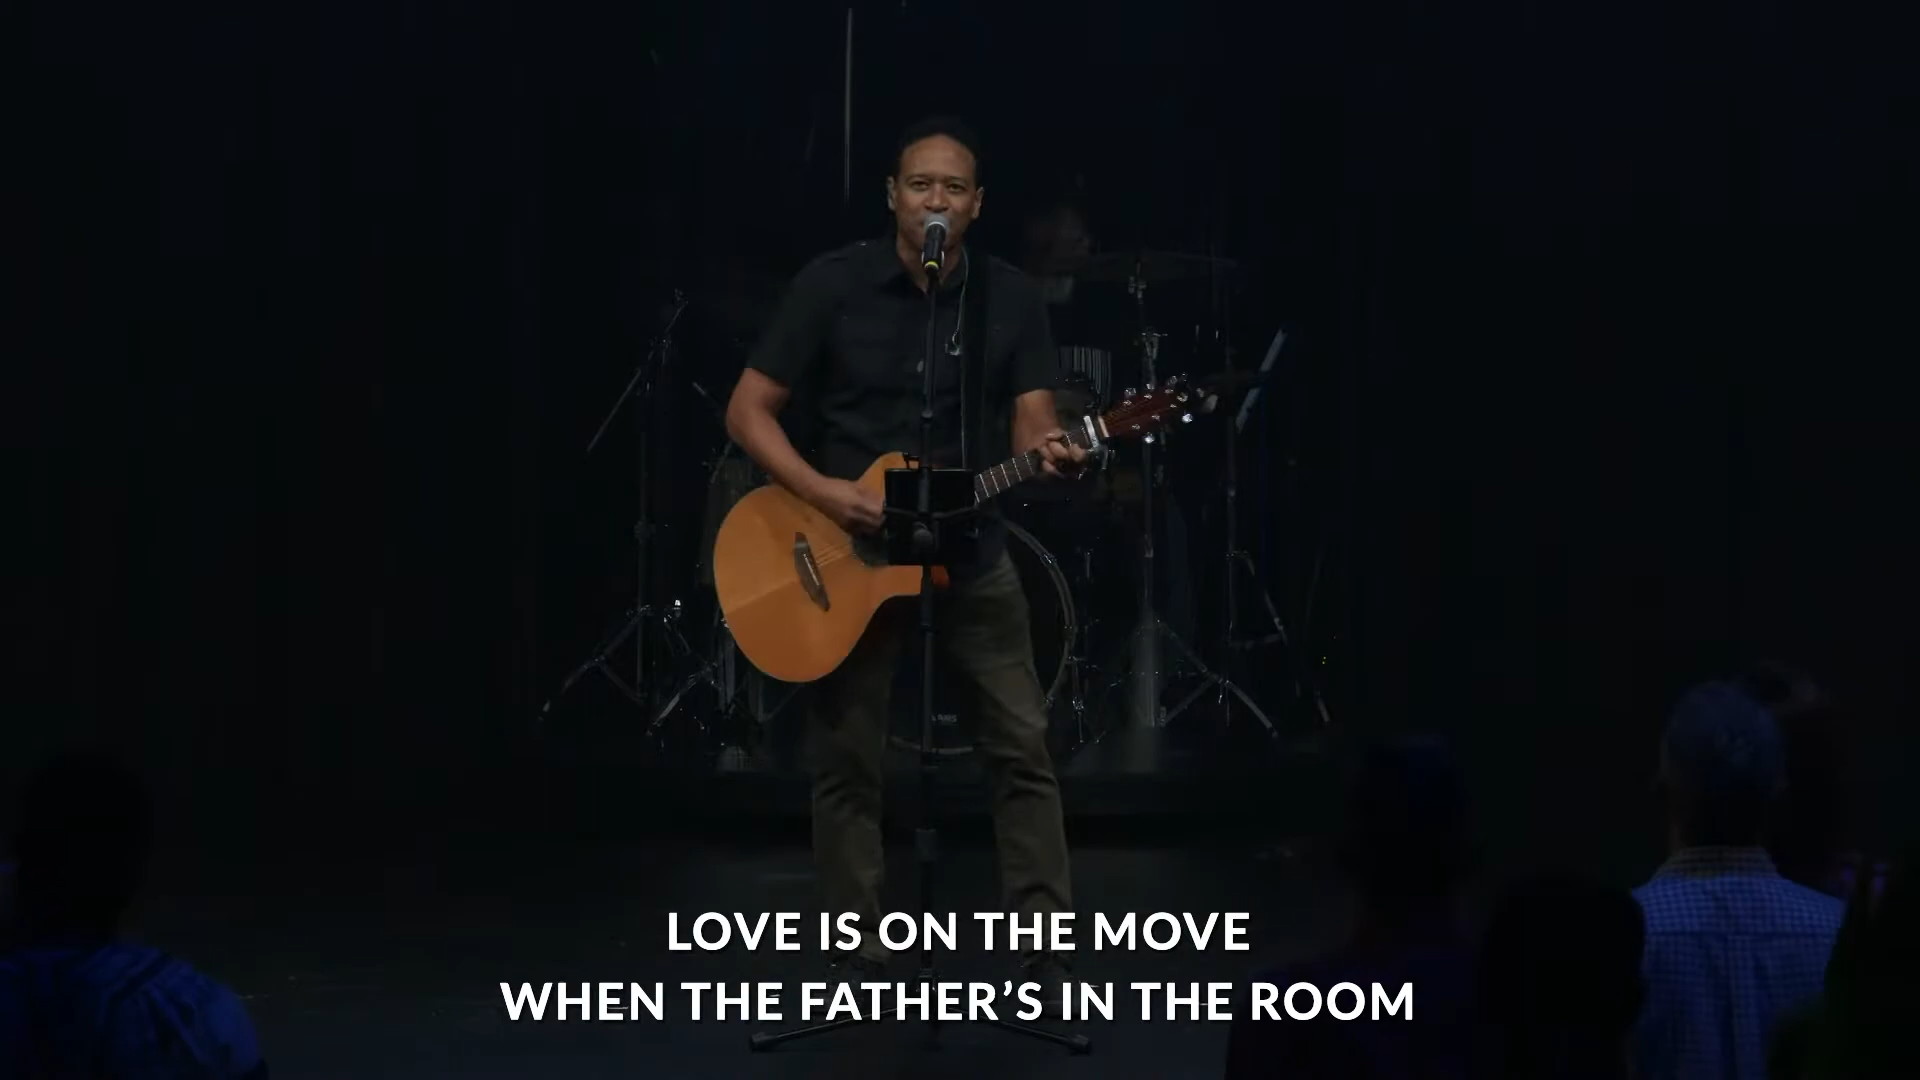 LOVE IS ON THE MOVE
WHEN THE FATHER’S IN THE ROOM